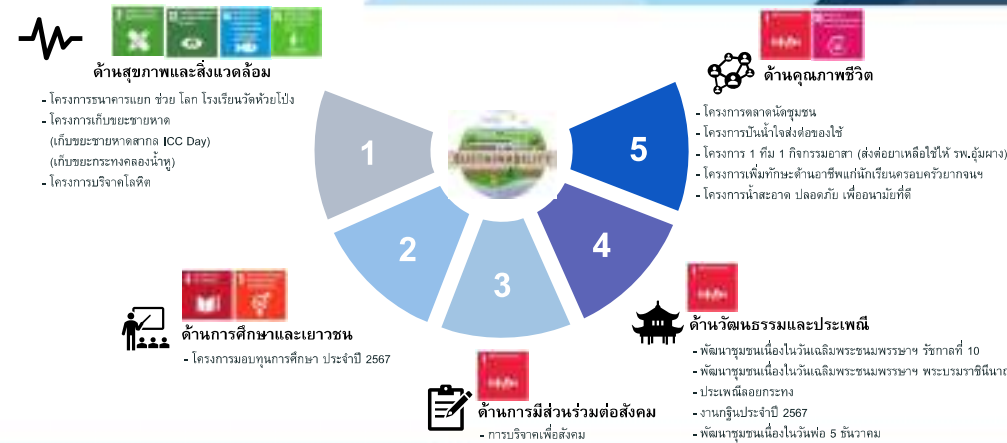 ด้านสุขภาพและสิ่งแวดล้อม
- โครงการธนาคารแยก ช่วย โลก โรงเรียนวัดห้วยโป่ง
- โครงการเก็บขยะชายหาด
(เก็บขยะชายหาดสากล ICC Day)
(เก็บขยะกระทงคลองน้ำหู)
- โครงการบริจาคโลหิต
1
2
3
4
5
SUSTAINABILITY
ด้านการศึกษาและเยาวชน
- โครงการมอบทุนการศึกษา ประจำปี 2567
ด้านการมีส่วนร่วมต่อสังคม
- การบริจาคเพื่อสังคม
ด้านวัฒนธรรมและประเพณี
- พัฒนาชุมชนเนื่องในวันเฉลิมพระชนมพรรษาฯ รัชกาลที่ 10
- พัฒนาชุมชนเนื่องในวันเฉลิมพระชนมพรรษาฯ พระบรมราชินีนาถ
- ประเพณีลอยกระทง
- งานกฐินประจำปี 2567
- พัฒนาชุมชนเนื่องในวันพ่อ 5 ธันวาคม
ด้านคุณภาพชีวิต
- โครงการตลาดนัดชุมชน
- โครงการปันน้ำใจส่งต่อของใช้
- โครงการ 1 ทีม 1 กิจกรรมอาสา (ส่งต่อยาเหลือใช้ให้ รพ.อุ้มผาง)
- โครงการเพิ่มทักษะด้านอาชีพแก่นักเรียนครอบครัวยากจนฯ
- โครงการน้ำสะอาด ปลอดภัย เพื่ออนามัยที่ดี